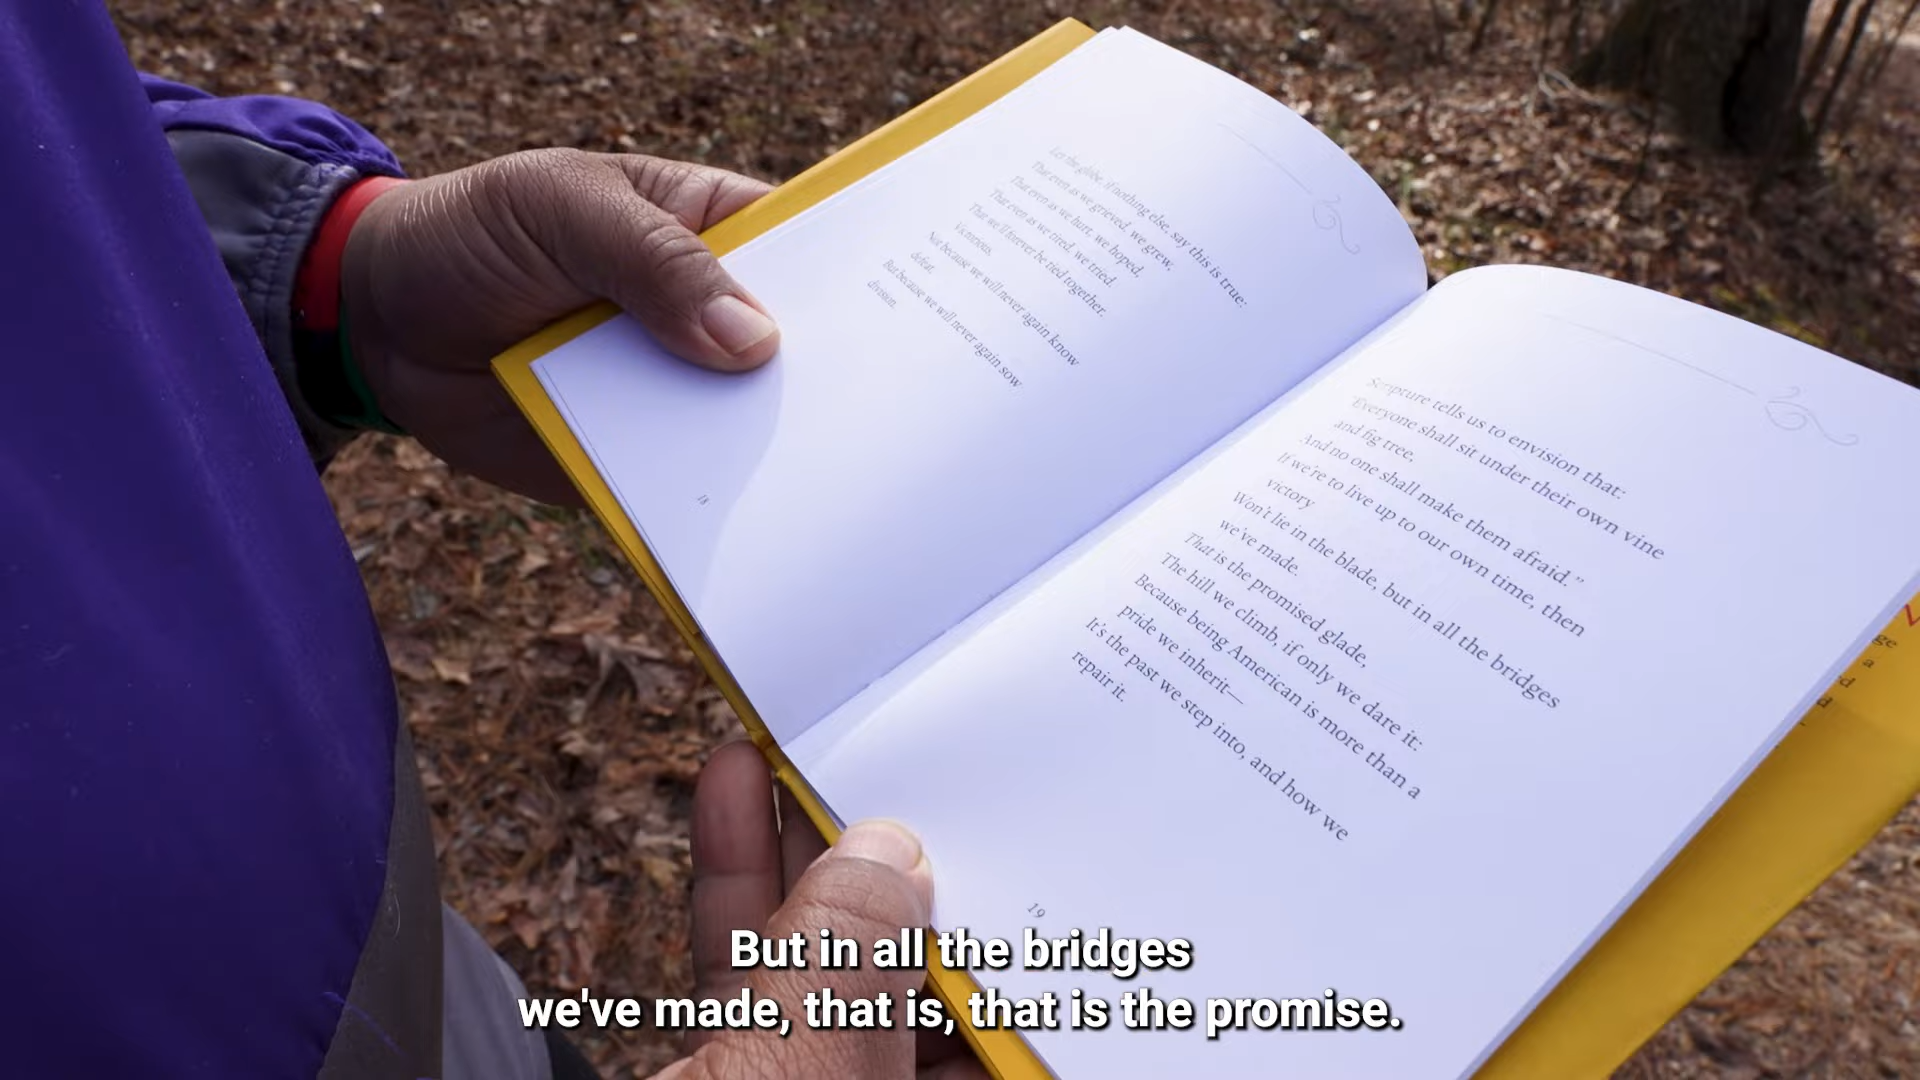 Let the globe, if nothing else, say this is true:
That even as we grieved, we grew,
That even as we hurt, we hoped,
That even as we tired, we tried.
That we'll forever be tied together.
Victorious,
Not because we will never again know
defeat,
But because we will never again sow
division.
18
Scripture tells us to envision that:
"Everyone shall sit under their own vine
and fig tree,
And no one shall make them afraid."
If we're to live up to our own time, then
victory
Won't lie in the blade, but in all the bridges
we've made.
That is the promised glade,
The hill we climb, if only we dare it:
Because being American is more than a
pride we inherit—
It's the past we step into, and how we
repair it.
19
ge
a
But in all the bridges
we've made, that is, that is the promise.